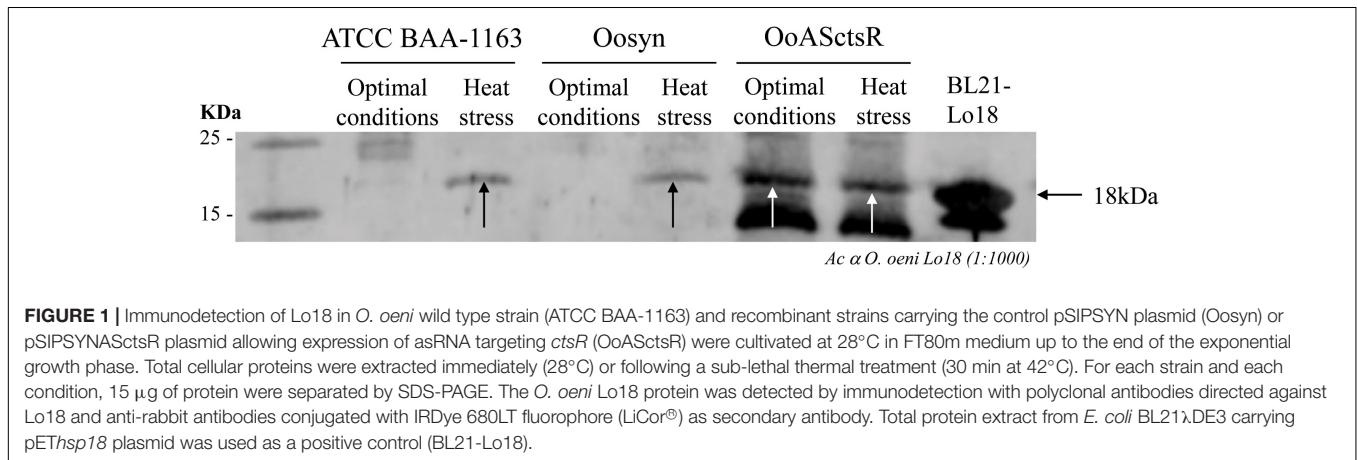 ATCC BAA-1163 Oosyn OoASctsR
Optimal Heat Optimal Heat Optimal Heat BL21-
KDa conditions stress conditions stress conditions stress Lo18
25 -
18kDa
15 -
Ac α O. oeni Lo18 (1:1000)
FIGURE 1 | Immunodetection of Lo18 in O. oeni wild type strain (ATCC BAA-1163) and recombinant strains carrying the control pSIPSYN plasmid (Oosyn) or
pSIPSYNASctsR plasmid allowing expression of asRNA targeting ctsR (OoASctsR) were cultivated at 28°C in FT80m medium up to the end of the exponential
growth phase. Total cellular proteins were extracted immediately (28°C) or following a sub-lethal thermal treatment (30 min at 42°C). For each strain and each
condition, 15 μg of protein were separated by SDS-PAGE. The O. oeni Lo18 protein was detected by immunodetection with polyclonal antibodies directed against
Lo18 and anti-rabbit antibodies conjugated with IRDye 680LT fluorophore (LiCor®) as secondary antibody. Total protein extract from E. coli BL21λDE3 carrying
pEThsp18 plasmid was used as a positive control (BL21-Lo18).